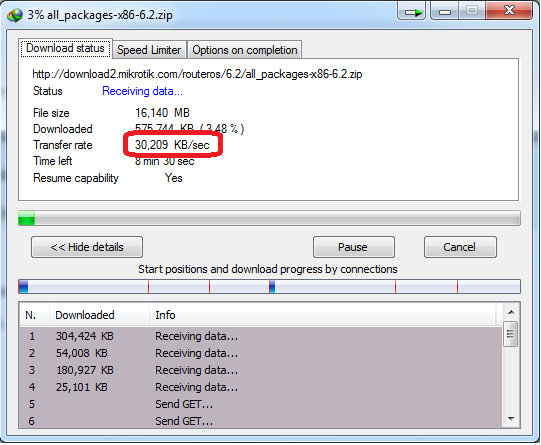 3% all_packages-x86-6.2.zip
Download status Speed Limiter Options on completion
http://download2.mikrotik.com/routeros/6.2/all_packages-x86-6.2.zip
Status Receiving data...
File size 16,140 MB
Downloaded 575,744 KB ( 3.48 % )
Transfer rate 30,209 KB/sec
Time left 8 min 30 sec
Resume capability Yes
<< Hide details Pause Cancel
Start positions and download progress by connections
N. Downloaded Info
1 304,424 KB Receiving data...
2 54,008 KB Receiving data...
3 180,927 KB Receiving data...
4 25,101 KB Receiving data...
5 Send GET...
6 Send GET...